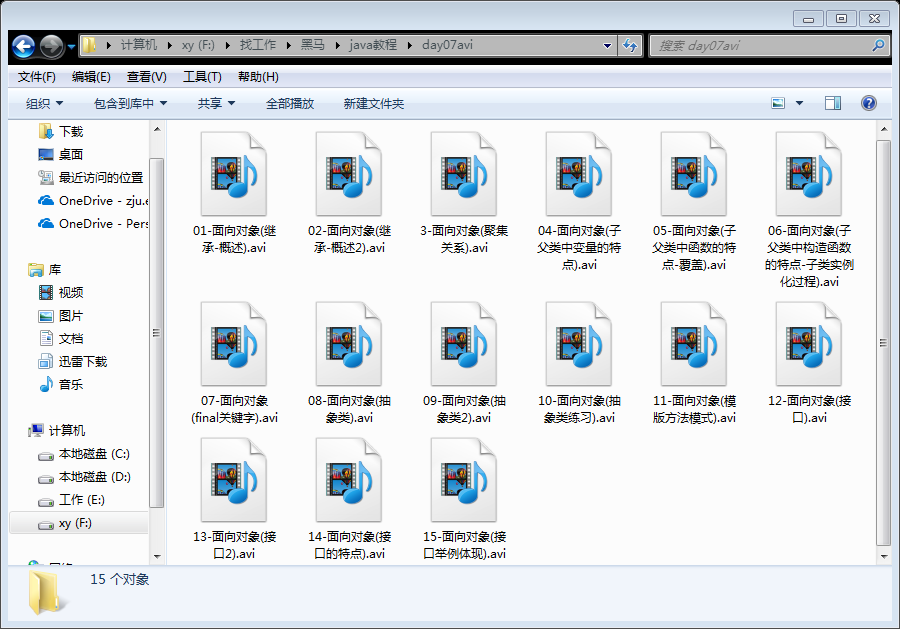 计算机 xy (F:) 找工作 黑马 java教程 day07avi
搜索 day07avi
文件(F) 编辑(E) 查看(V) 工具(T) 帮助(H)
组织 包含到库中 共享 全部播放 新建文件夹
下载
桌面
最近访问的位置
OneDrive - zju.e
OneDrive - Pers
库
视频
图片
文档
迅雷下载
音乐
计算机
本地磁盘 (C:)
本地磁盘 (D:)
工作 (E:)
xy (F:)
01-面向对象(继
承-概述).avi
02-面向对象(继
承-概述2).avi
3-面向对象(聚集
关系).avi
04-面向对象(子
父类中变量的特
点).avi
05-面向对象(子
父类中函数的特
点-覆盖).avi
06-面向对象(子
父类中构造函数
的特点-子类实例
化过程).avi
07-面向对象
(final关键字).avi
08-面向对象(抽
象类).avi
09-面向对象(抽
象类2).avi
10-面向对象(抽
象类练习).avi
11-面向对象(模
版方法模式).avi
12-面向对象(接
口).avi
13-面向对象(接
口2).avi
14-面向对象(接
口的特点).avi
15-面向对象(接
口举例体现).avi
15 个对象